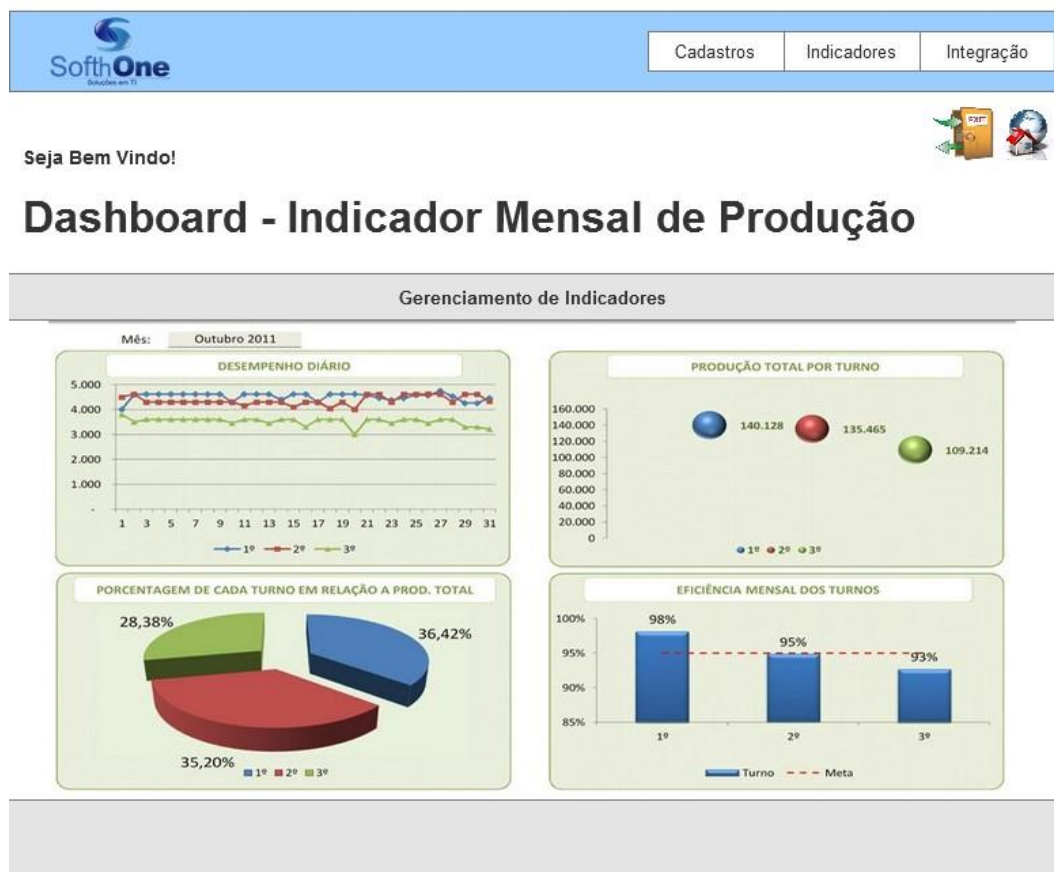 SofthOne
Soluções em TI
Cadastros Indicadores Integração
EXIT
Seja Bem Vindo!
Dashboard - Indicador Mensal de Produção
Gerenciamento de Indicadores
Mês: Outubro 2011
DESEMPENHO DIÁRIO
5.000
4.000
3.000
2.000
1.000
-
1 3 5 7 9 11 13 15 17 19 21 23 25 27 29 31
1º 2º 3º
PRODUÇÃO TOTAL POR TURNO
160.000
140.000
120.000
100.000
80.000
60.000
40.000
20.000
0
140.128
135.465
109.214
1º 2º 3º
PORCENTAGEM DE CADA TURNO EM RELAÇÃO A PROD. TOTAL
28,38%
36,42%
35,20%
1º 2º 3º
EFICIÊNCIA MENSAL DOS TURNOS
100%
95%
90%
85%
98%
95%
93%
1º 2º 3º
Turno Meta